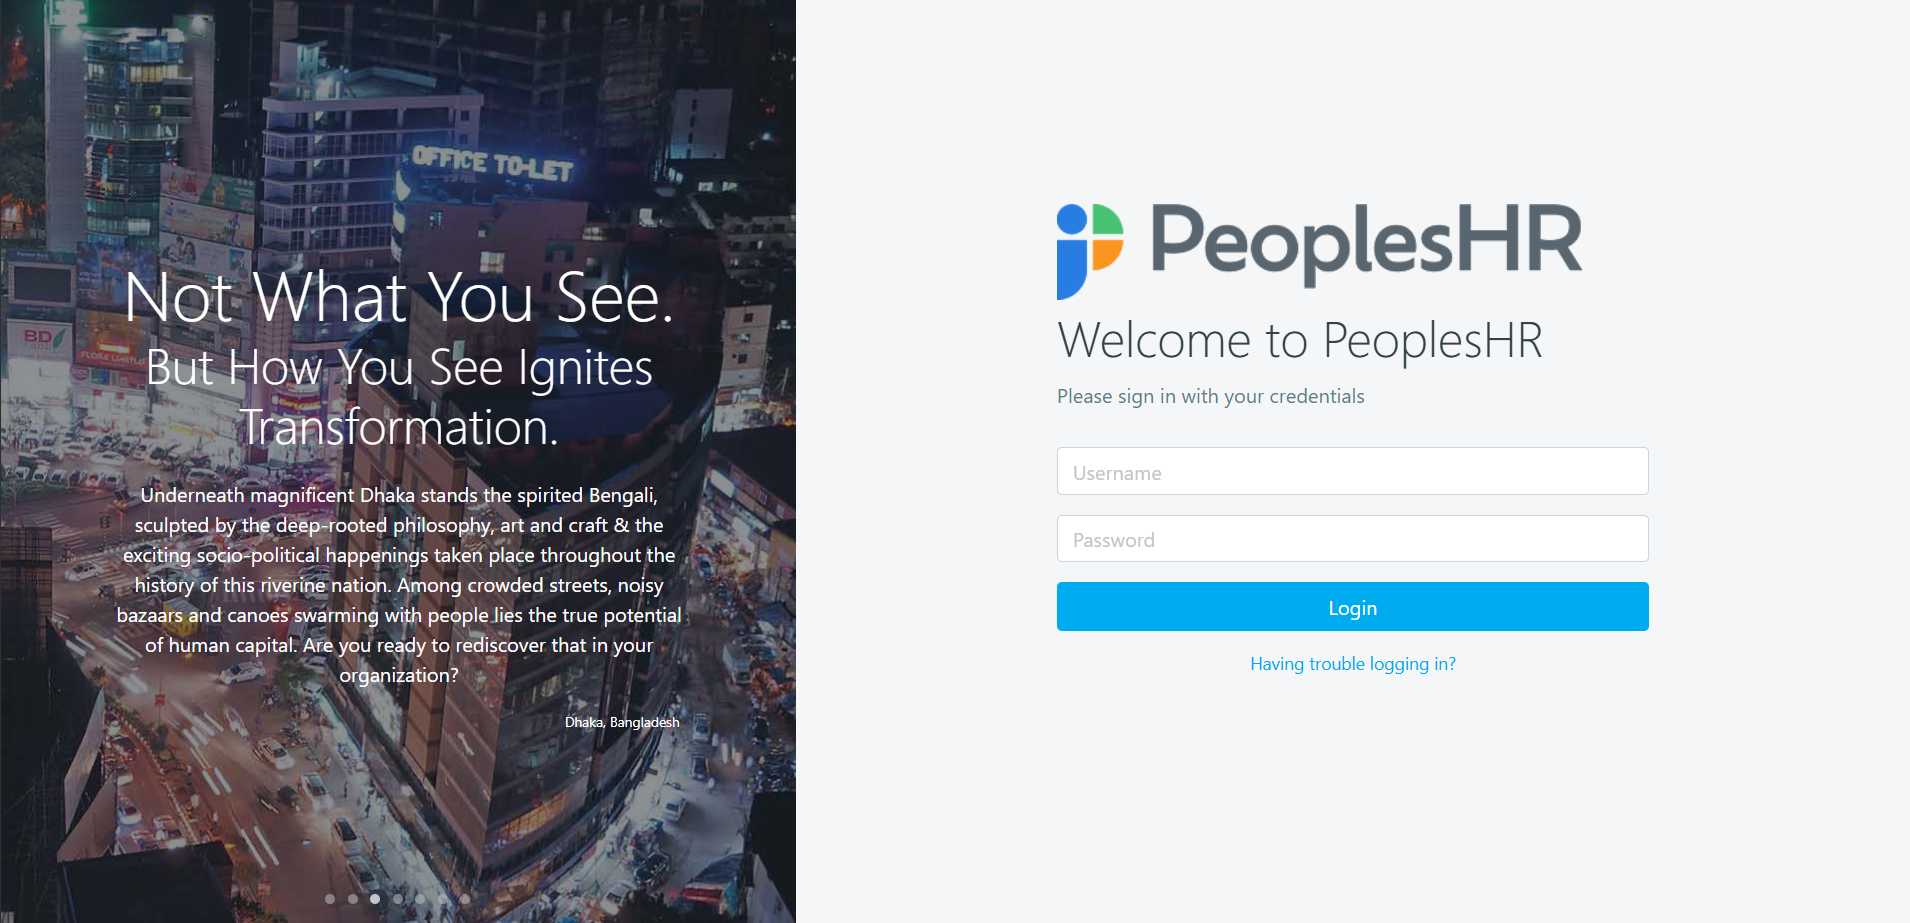 OFFICE TO-LET
BD
Not What You See.
But How You See Ignites
Transformation.
Underneath magnificent Dhaka stands the spirited Bengali,
sculpted by the deep-rooted philosophy, art and craft & the
exciting socio-political happenings taken place throughout the
history of this riverine nation. Among crowded streets, noisy
bazaars and canoes swarming with people lies the true potential
of human capital. Are you ready to rediscover that in your
organization?
Dhaka, Bangladesh
PeoplesHR
Welcome to PeoplesHR
Please sign in with your credentials
Username
Password
Login
Having trouble logging in?